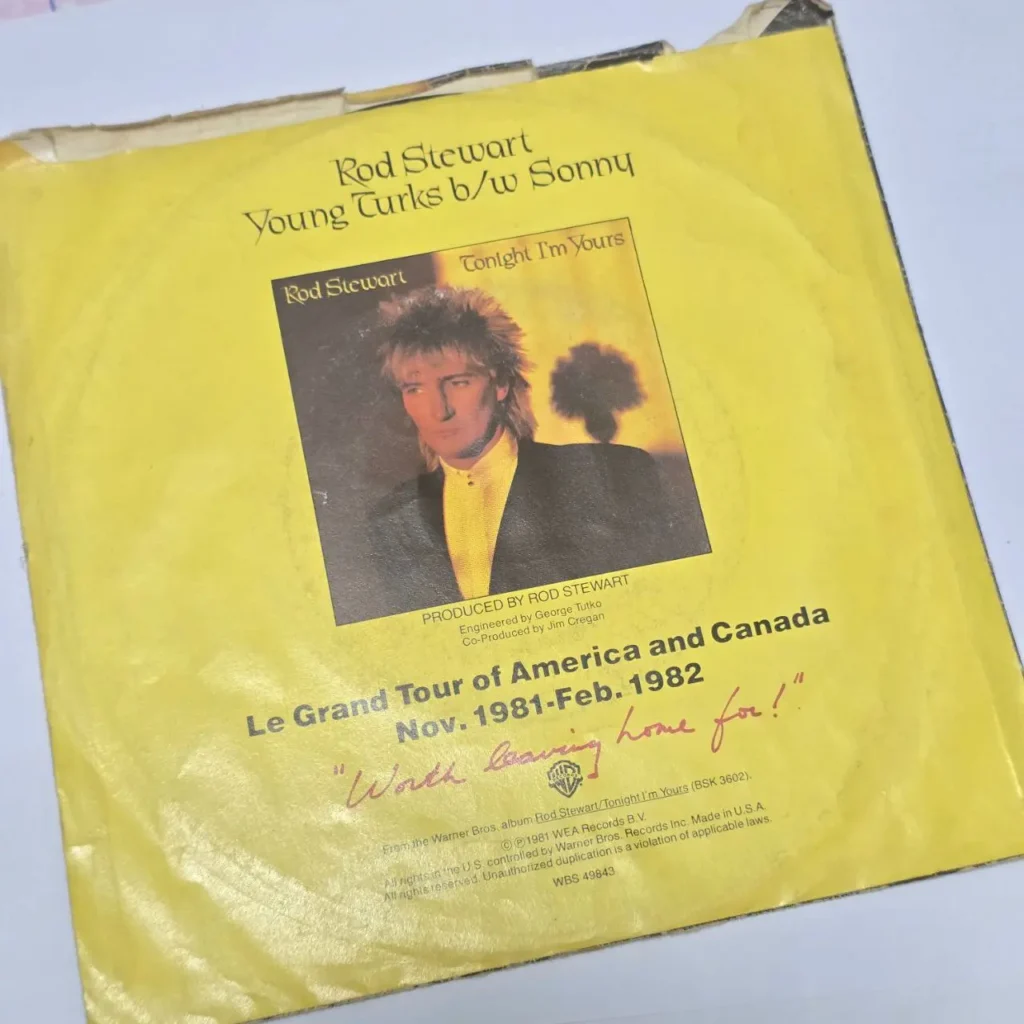 Rod Stewart
Young Turks b/w Sonny
Rod Stewart
Tonight I'm Yours
PRODUCED BY ROD STEWART
Engineered by George Tutko
Co-Produced by Jim Cregan
Le Grand Tour of America and Canada
Nov. 1981-Feb. 1982
"Worth leaving home for!"
From the Warner Bros. album Rod Stewart/Tonight I'm Yours (BSK 3602).
© ℗ 1981 WEA Records B.V.
All rights in the U.S. controlled by Warner Bros. Records Inc. Made in U.S.A.
All rights reserved. Unauthorized duplication is a violation of applicable laws.
WBS 49843